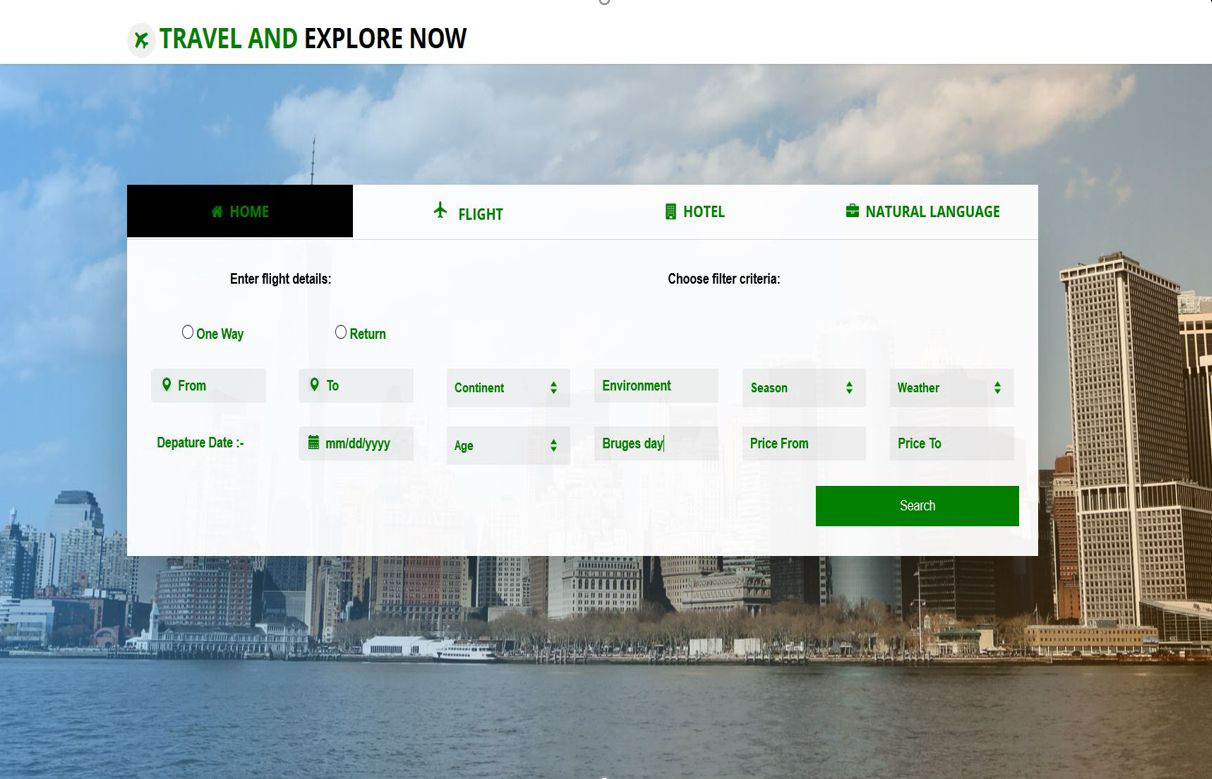 TRAVEL AND EXPLORE NOW
HOME FLIGHT HOTEL NATURAL LANGUAGE
Enter flight details: Choose filter criteria:
One Way Return
From To Continent Environment Season Weather
Depature Date :- mm/dd/yyyy Age Bruges day Price From Price To
Search